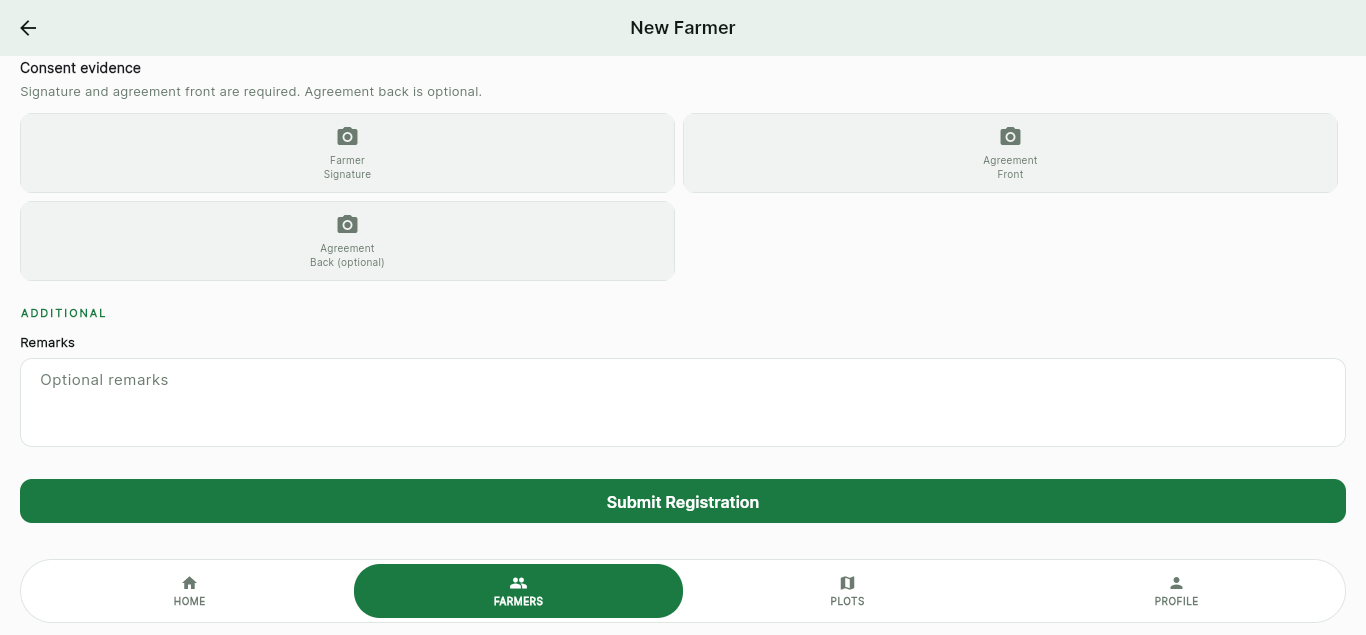 New Farmer
Consent evidence
Signature and agreement front are required. Agreement back is optional.
Farmer
Signature
Agreement
Front
Agreement
Back (optional)
ADDITIONAL
Remarks
Optional remarks
Submit Registration
HOME
FARMERS
PLOTS
PROFILE